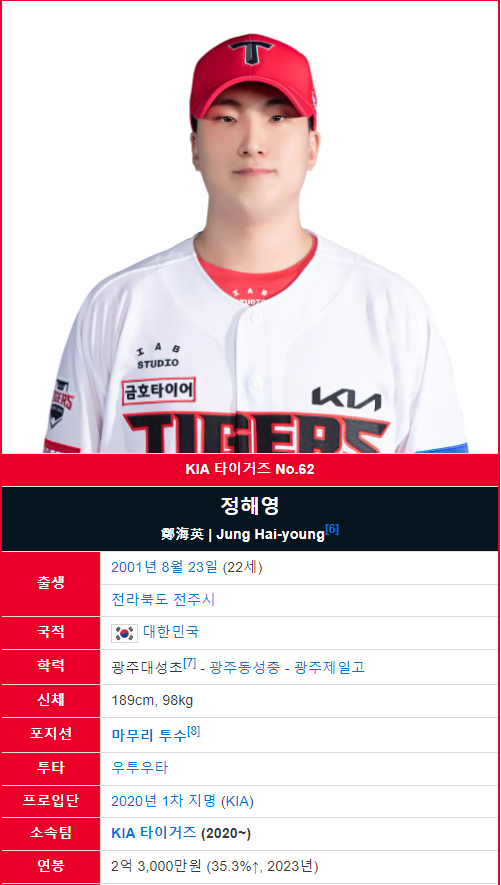 T
I A B
STUDIO
I A B
STUDIO
금호타이어
KIA
TIGERS
TIGERS
KIA 타이거즈 No.62
정해영
鄭海英 | Jung Hai-young[6]
출생
2001년 8월 23일 (22세)
전라북도 전주시
국적
대한민국
학력
광주대성초[7] - 광주동성중 - 광주제일고
신체
189cm, 98kg
포지션
마무리 투수[8]
투타
우투우타
프로입단
2020년 1차 지명 (KIA)
소속팀
KIA 타이거즈 (2020~)
연봉
2억 3,000만원 (35.3%↑, 2023년)